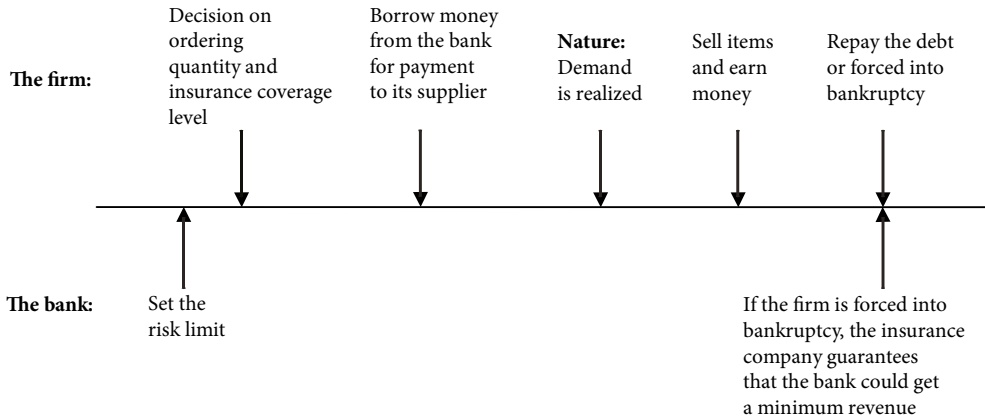 The firm:
Decision on
ordering
quantity and
insurance coverage
level
Borrow money
from the bank
for payment
to its supplier
Nature:
Demand
is realized
Sell items
and earn
money
Repay the debt
or forced into
bankruptcy
The bank:
Set the
risk limit
If the firm is forced into
bankruptcy, the insurance
company guarantees
that the bank could get
a minimum revenue